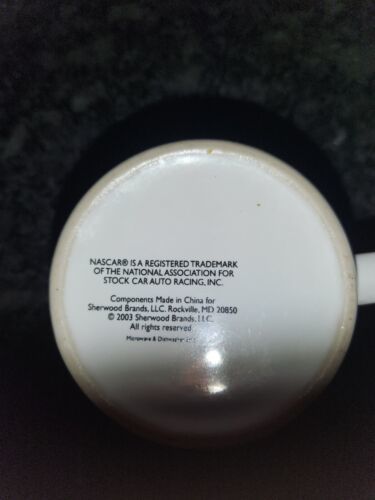 NASCAR® IS A REGISTERED TRADEMARK
OF THE NATIONAL ASSOCIATION FOR
STOCK CAR AUTO RACING, INC.
Components Made in China for
Sherwood Brands, LLC. Rockville, MD 20850
© 2003 Sherwood Brands, LLC.
All rights reserved
Microwave &